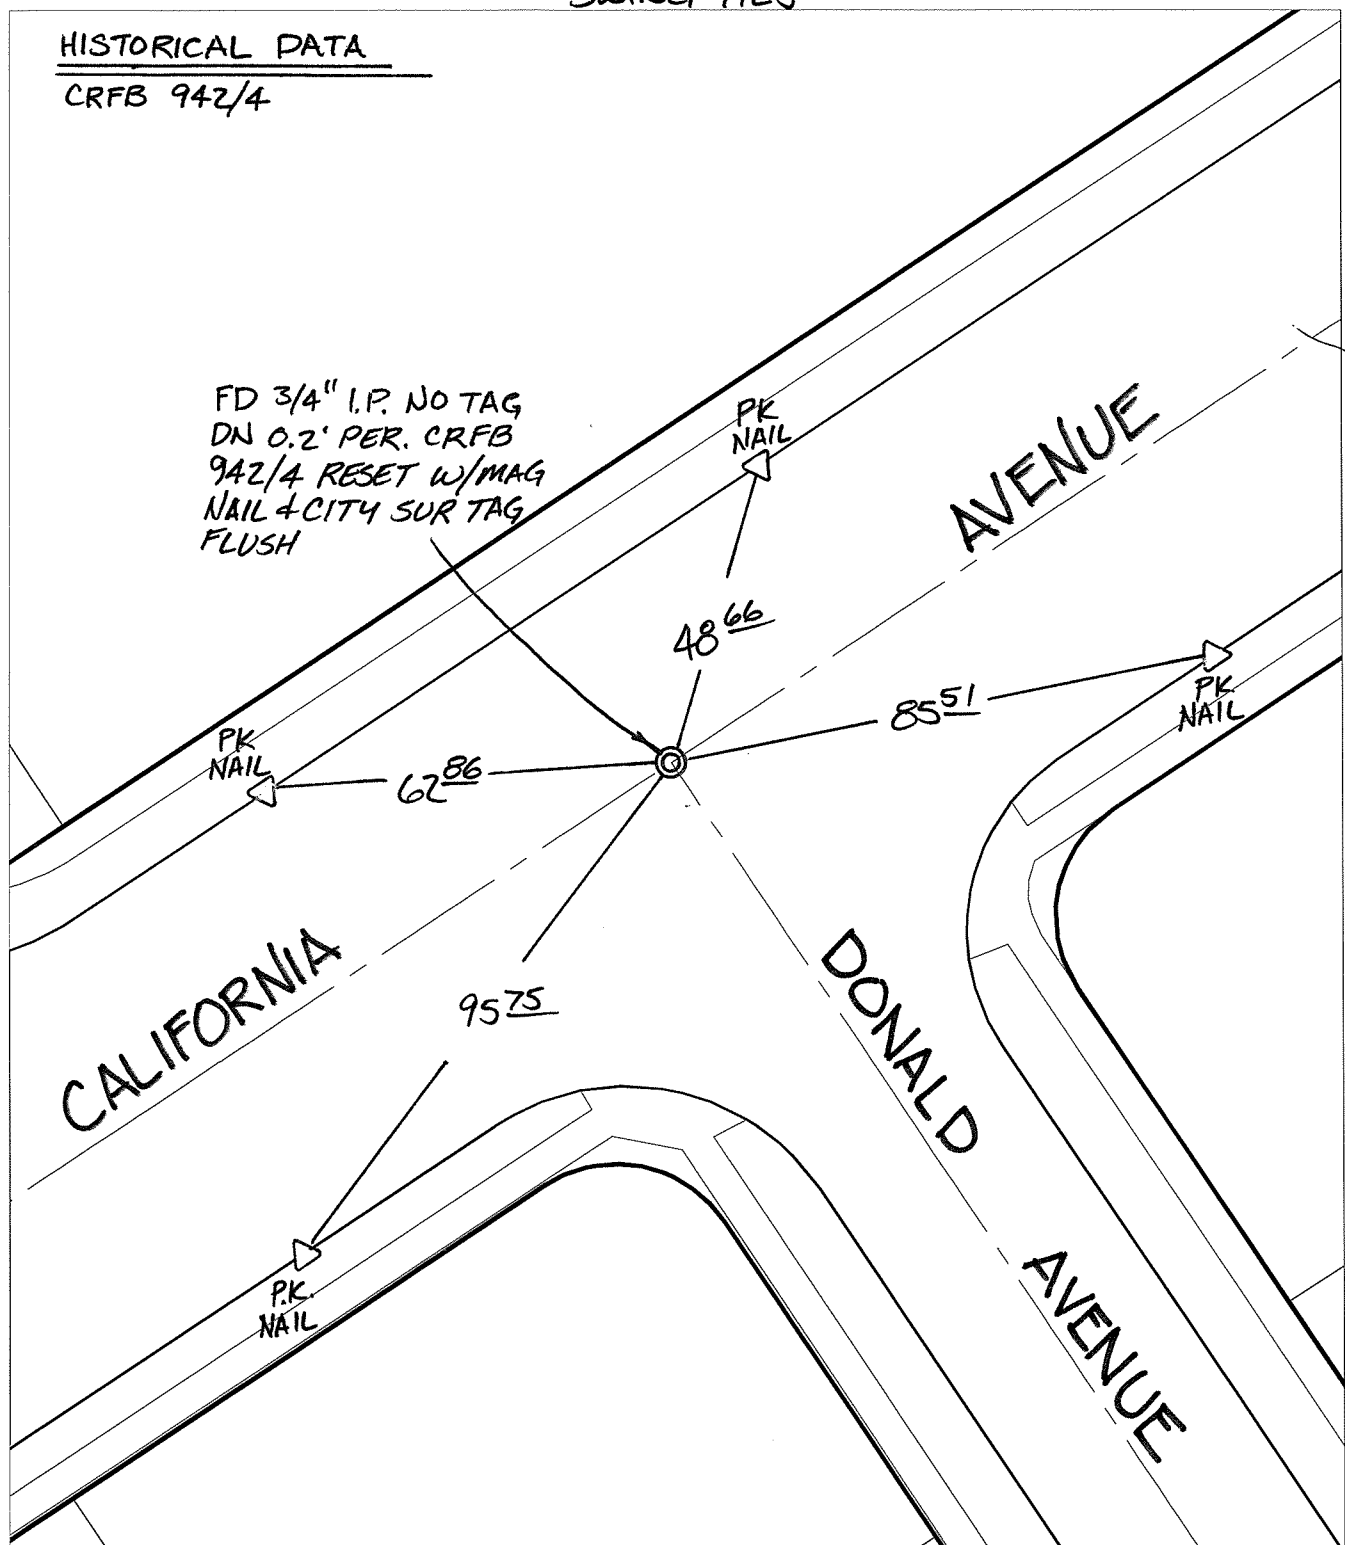 HISTORICAL DATA
CRFB 942/4
FD 3/4" I.P. NO TAG
DN 0.2' PER. CRFB
942/4 RESET W/MAG
NAIL & CITY SUR TAG
FLUSH
PK
NAIL
AVENUE
48 66
85 51
PK
NAIL
PK
NAIL
62 86
95 75
CALIFORNIA
DONALD
AVENUE
P.K.
NAIL